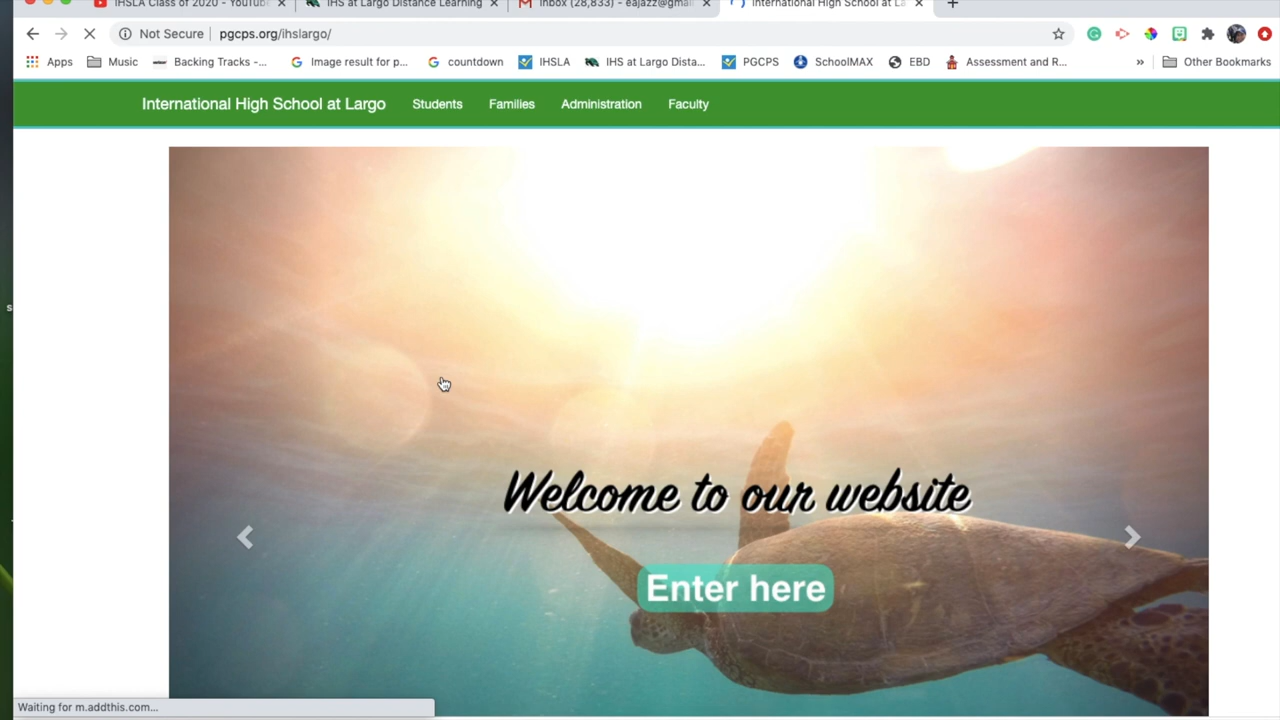 IHSLA Class of 2020 - YouTube
IHS at Largo Distance Learning
Inbox (28,833) - eajazz@gmai
International High School at La
Not Secure | pgcps.org/ihslargo/
Apps
Music
Backing Tracks -...
Image result for p...
countdown
IHSLA
IHS at Largo Dista...
PGCPS
SchoolMAX
EBD
Assessment and R...
»
Other Bookmarks
International High School at Largo
Students
Families
Administration
Faculty
Welcome to our website
Enter here
Waiting for m.addthis.com...